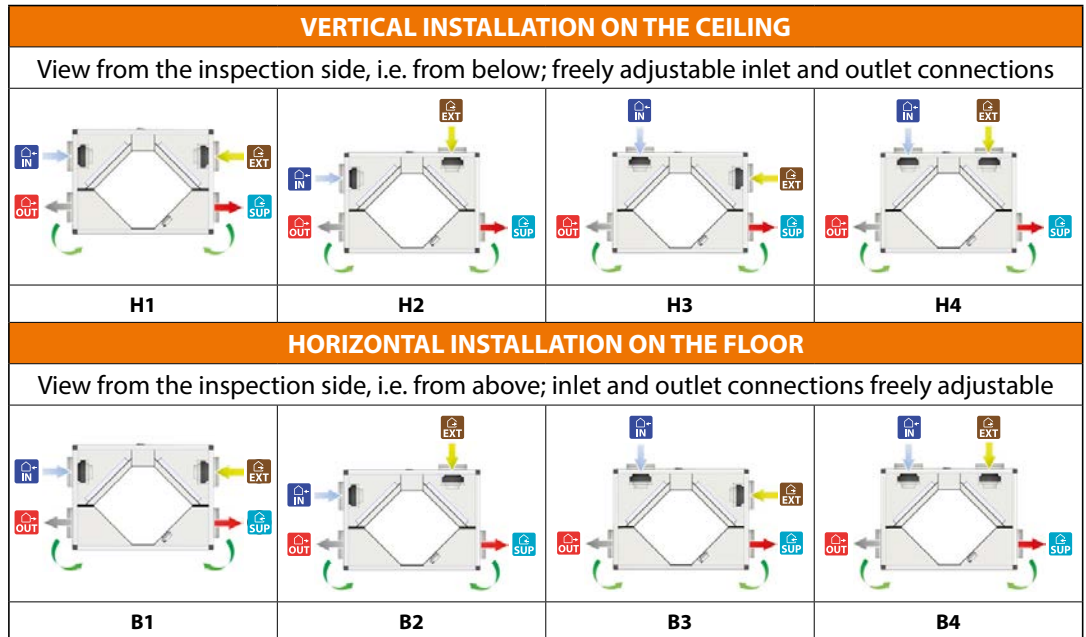 VERTICAL INSTALLATION ON THE CEILING
View from the inspection side, i.e. from below; freely adjustable inlet and outlet connections
IN
EXT
OUT
SUP
EXT
IN
OUT
SUP
IN
EXT
OUT
SUP
IN
EXT
OUT
SUP
H1
H2
H3
H4
HORIZONTAL INSTALLATION ON THE FLOOR
View from the inspection side, i.e. from above; inlet and outlet connections freely adjustable
IN
EXT
OUT
SUP
EXT
IN
OUT
SUP
IN
EXT
OUT
SUP
IN
EXT
OUT
SUP
B1
B2
B3
B4